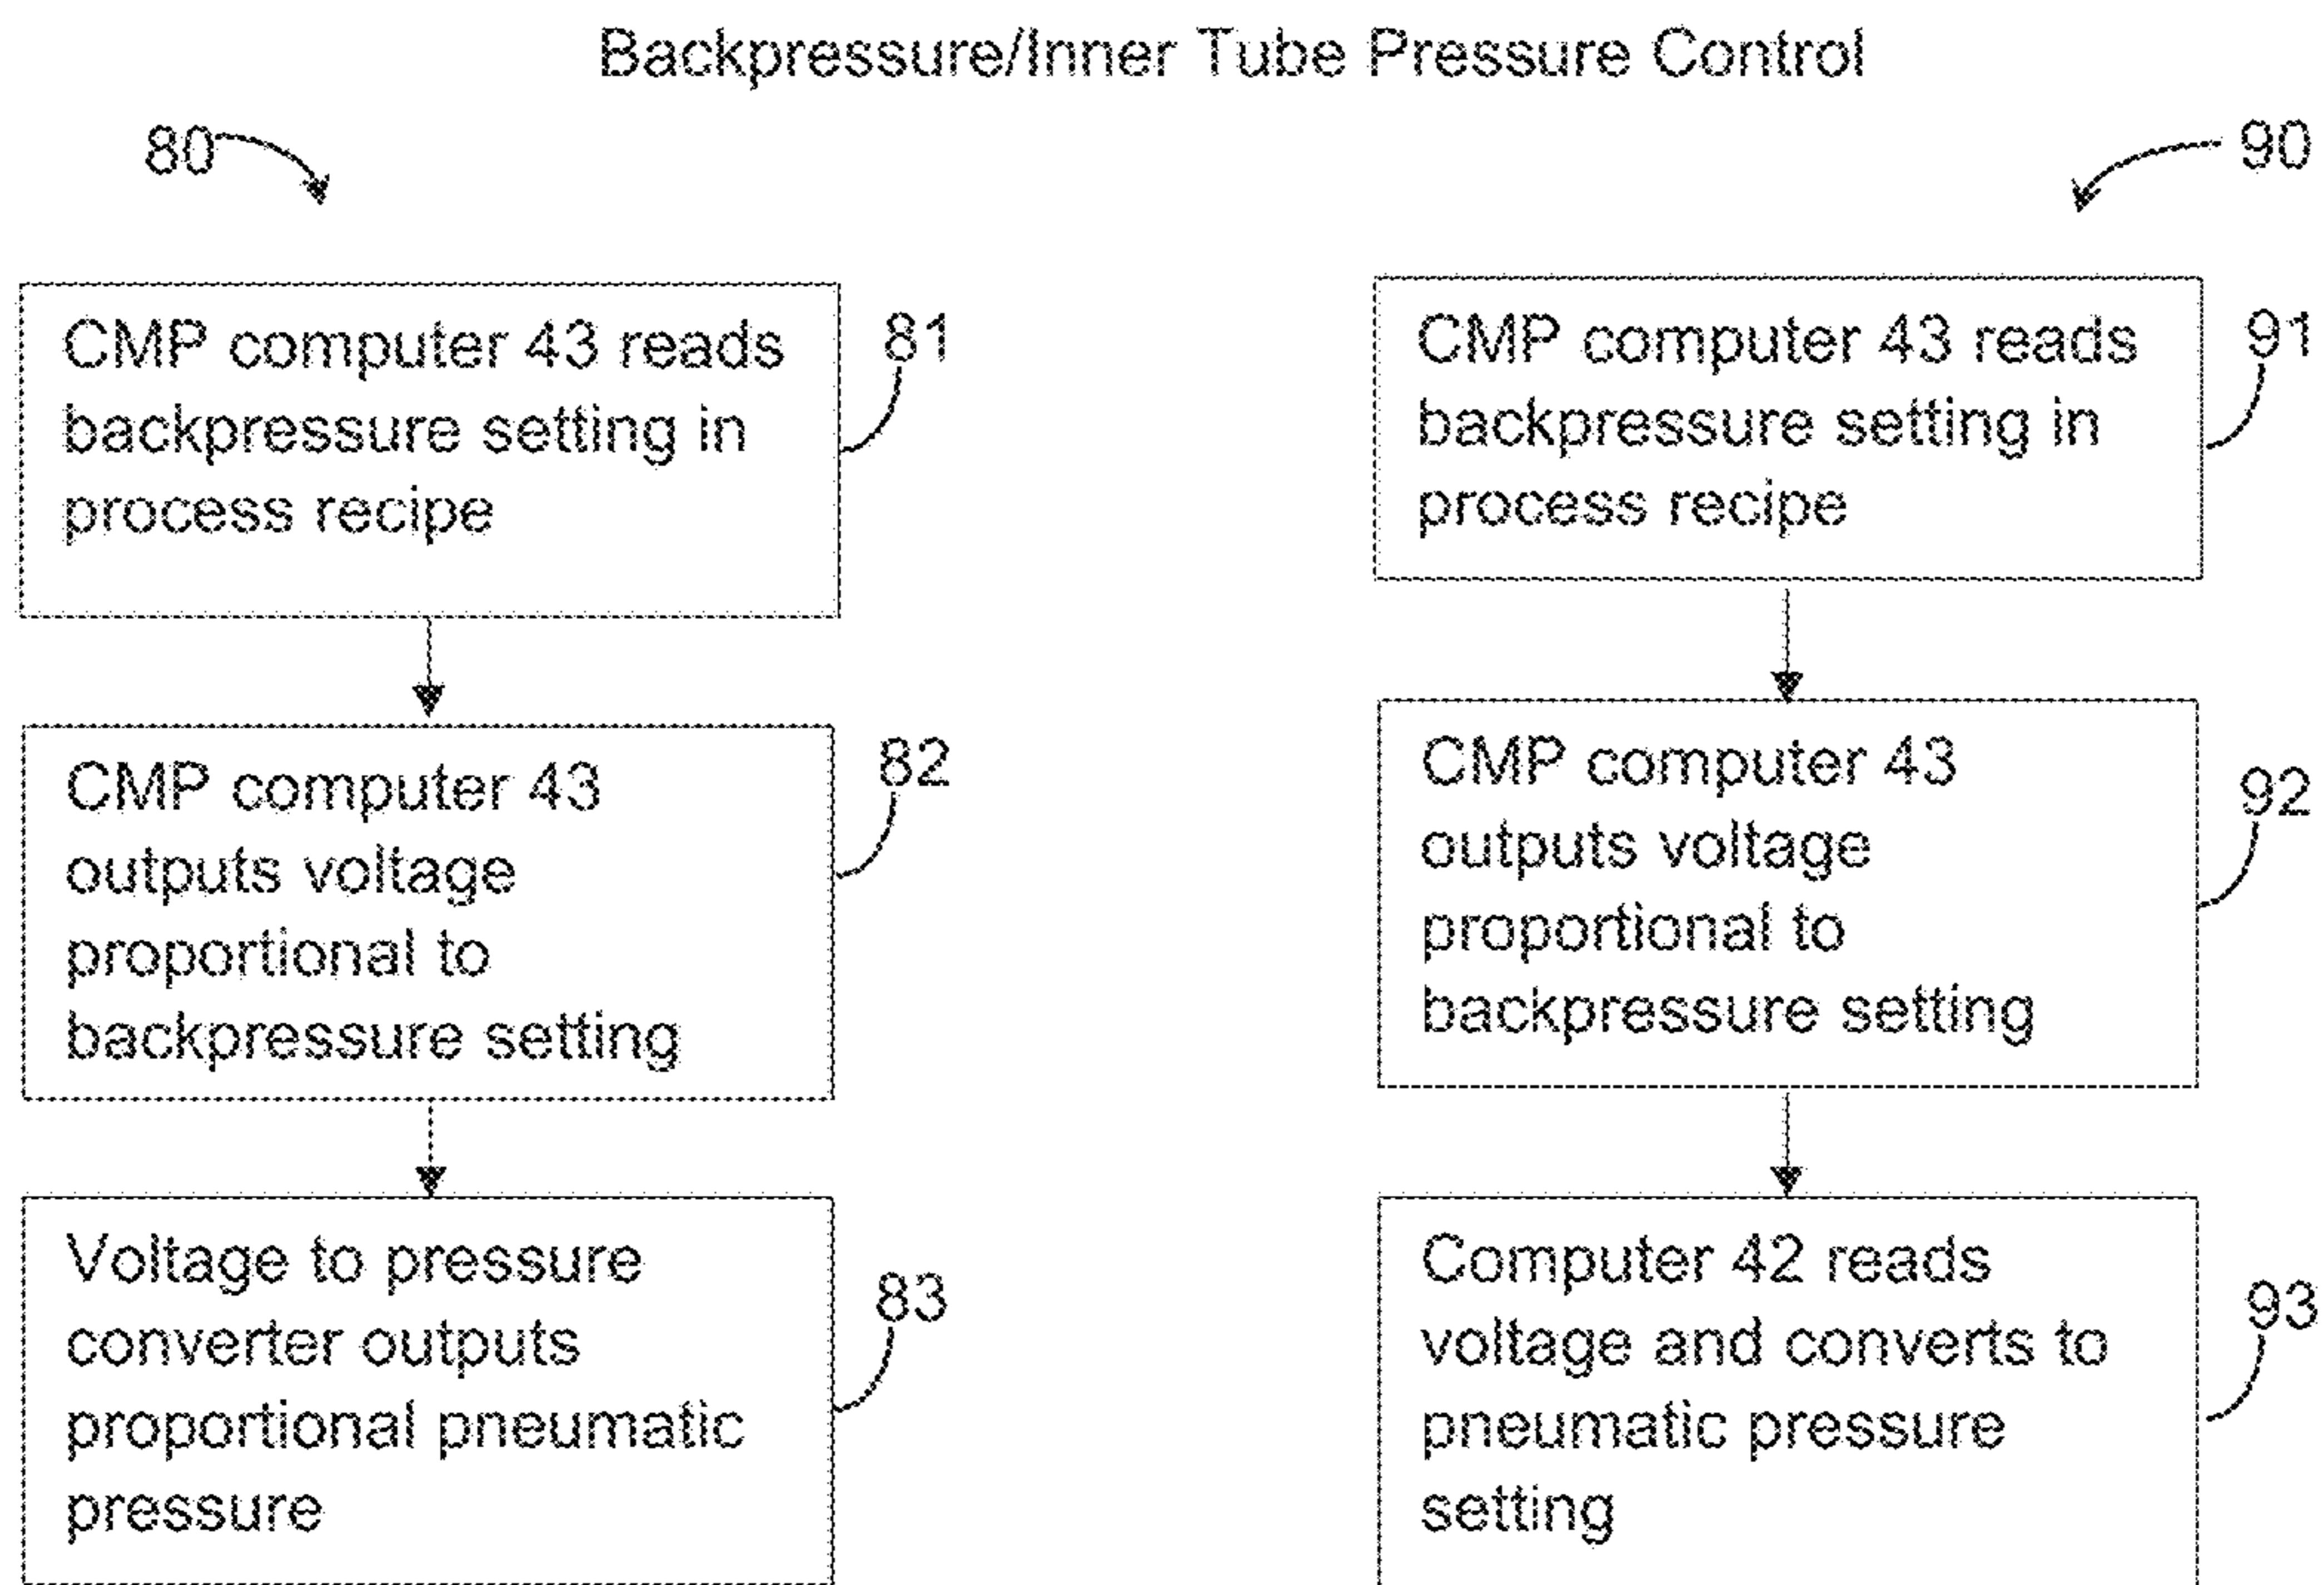 Backpressure/Inner Tube Pressure Control
80
90
CMP computer 43 reads
backpressure setting in
process recipe
81
CMP computer 43 reads
backpressure setting in
process recipe
91
CMP computer 43
outputs voltage
proportional to
backpressure setting
82
CMP computer 43
outputs voltage
proportional to
backpressure setting
92
Voltage to pressure
converter outputs
proportional pneumatic
pressure
83
Computer 42 reads
voltage and converts to
pneumatic pressure
setting
93